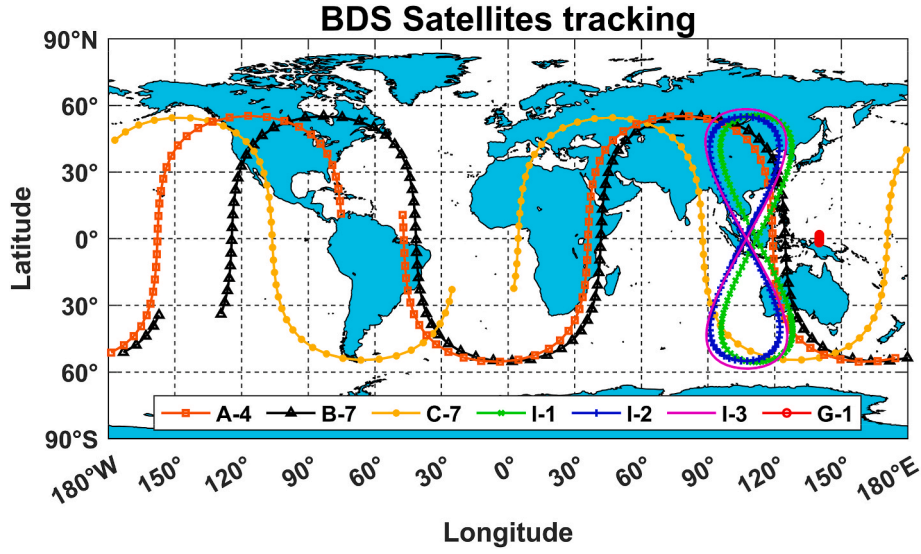 BDS Satellites tracking
90°N
60°
30°
0°
30°
60°
90°S
Latitude
A-4 B-7 C-7 I-1 I-2 I-3 G-1
180°W 150° 120° 90° 60° 30° 0° 30° 60° 90° 120° 150° 180°E
Longitude